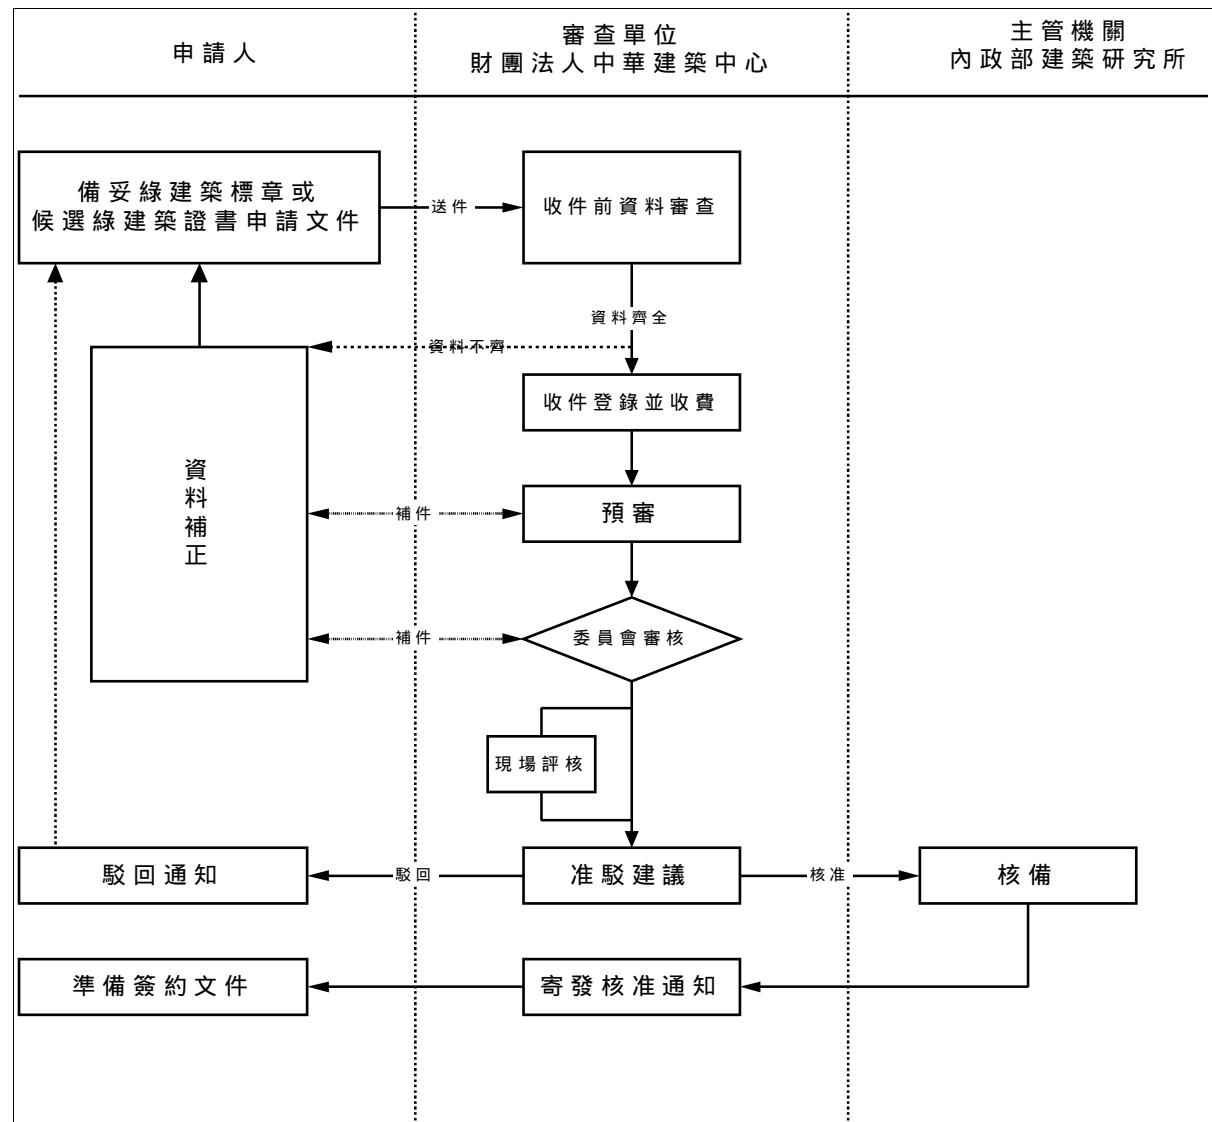 申請人
審查單位
財團法人中華建築中心
主管機關
內政部建築研究所
備妥綠建築標章或
候選綠建築證書申請文件
送件
收件前資料審查
資料齊全
資料不齊
收件登錄並收費
資料補正
補件
預審
補件
委員會審核
現場評核
駁回通知
駁回
准駁建議
核准
核備
準備簽約文件
寄發核准通知